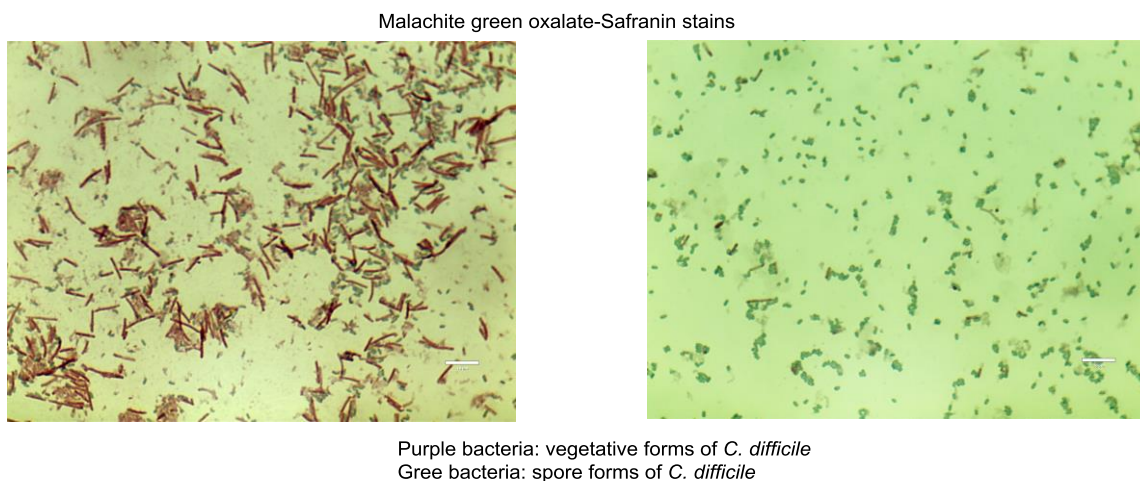 Malachite green oxalate-Safranin stains
Purple bacteria: vegetative forms of C. difficile
Gree bacteria: spore forms of C. difficile